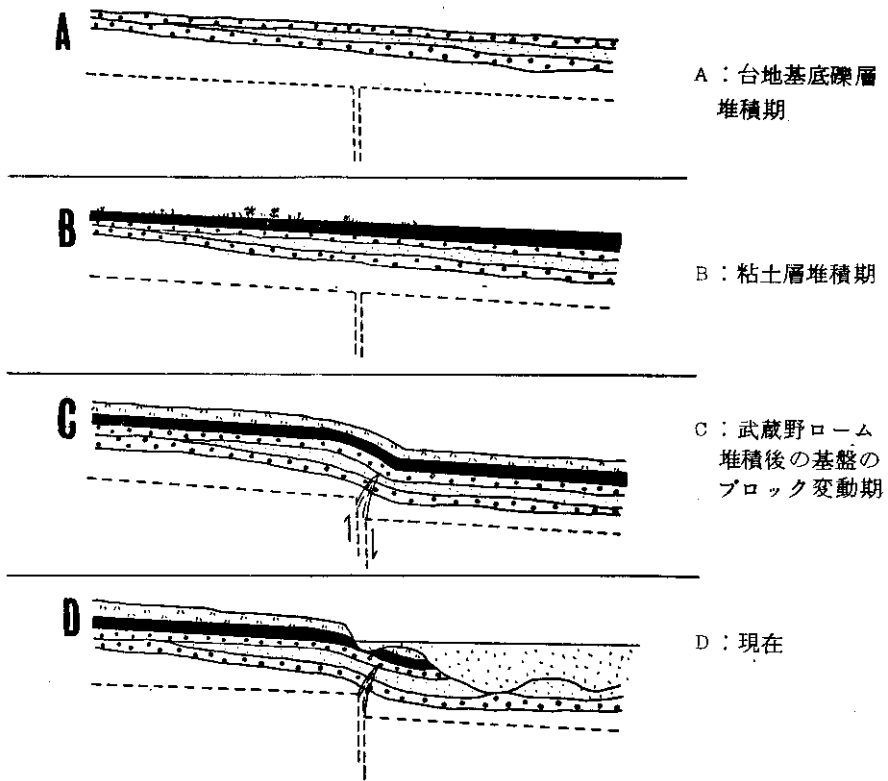 A
A：台地基底礫層
堆積期
B
B：粘土層堆積期
C
C：武蔵野ローム
堆積後の基盤の
ブロック変動期
D
D：現在